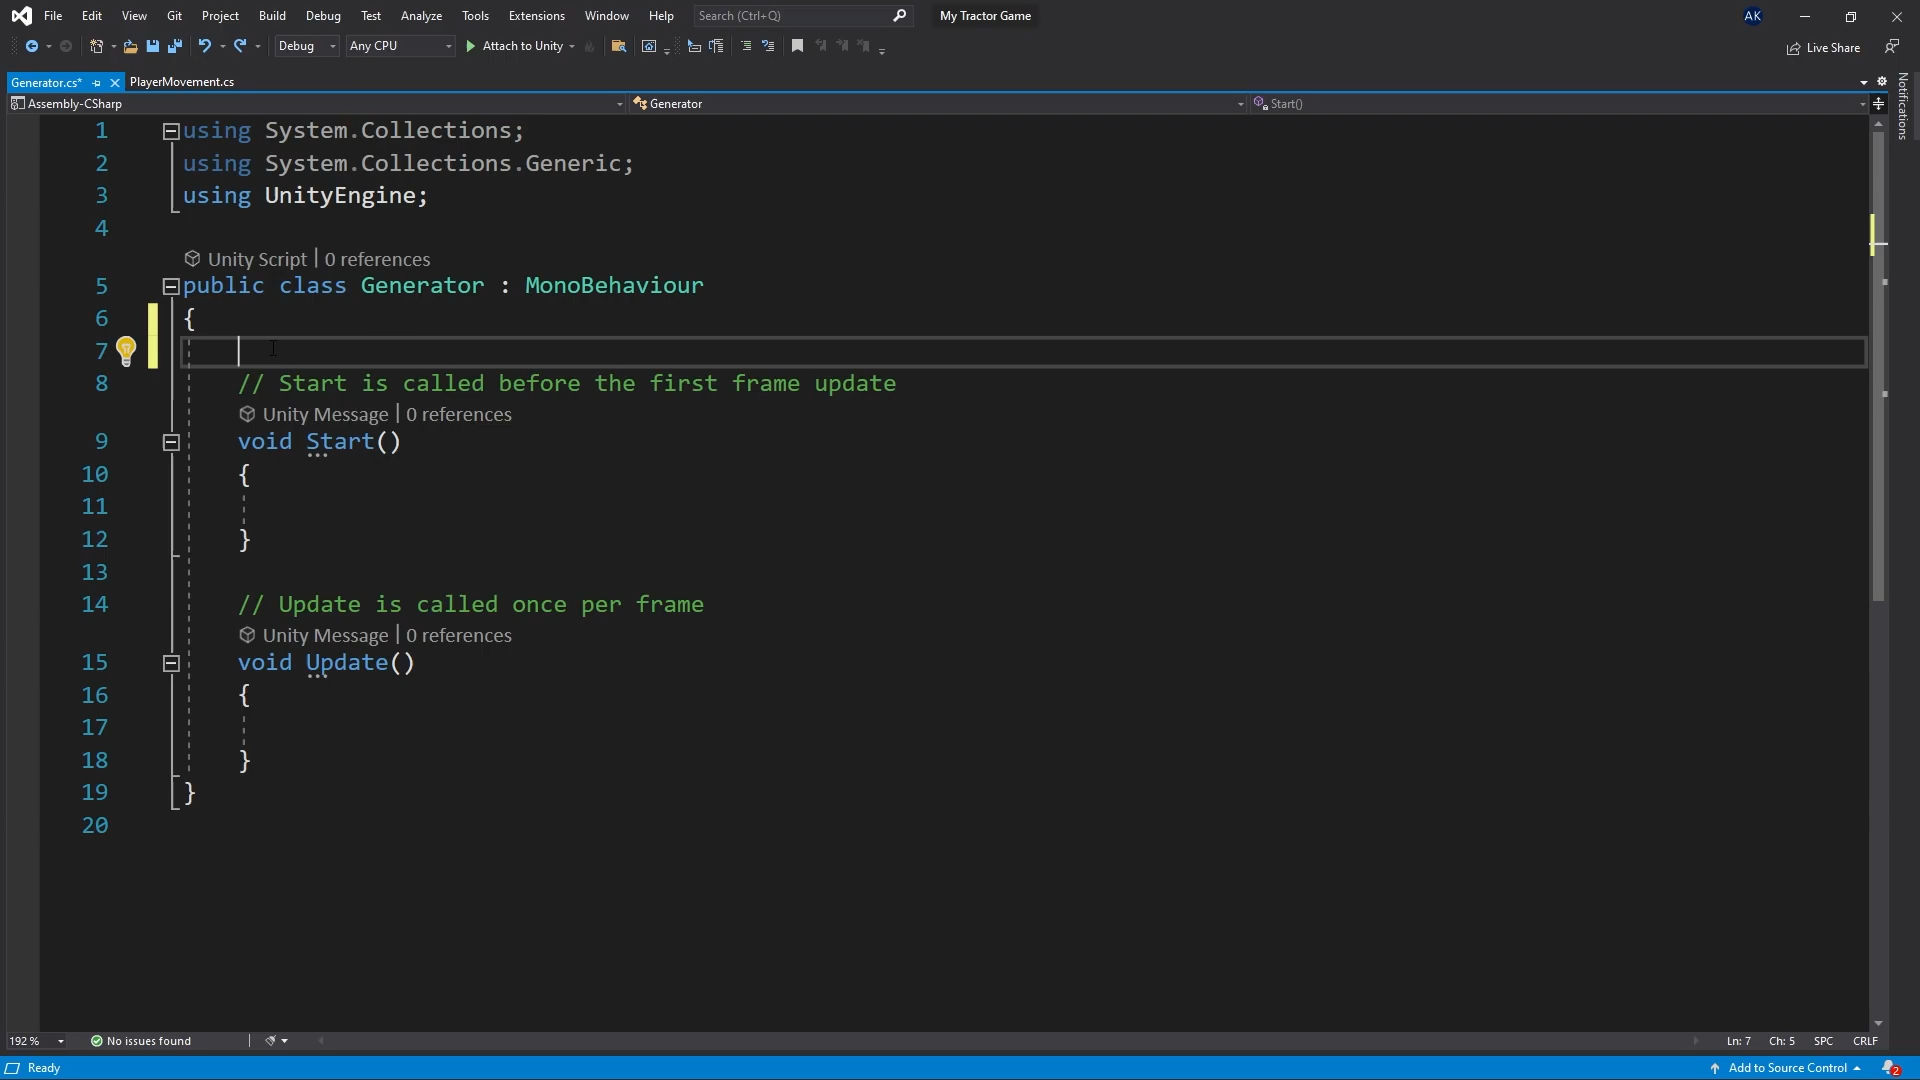 File Edit View Git Project Build Debug Test Analyze Tools Extensions Window Help Search (Ctrl+Q) My Tractor Game AK
Debug Any CPU Attach to Unity Live Share
Generator.cs* PlayerMovement.cs
Notifications
Assembly-CSharp Generator Start()
1 using System.Collections;
2 using System.Collections.Generic;
3 using UnityEngine;
4
Unity Script | 0 references
5 public class Generator : MonoBehaviour
6 {
7
8 // Start is called before the first frame update
Unity Message | 0 references
9 void Start()
10 {
11
12 }
13
14 // Update is called once per frame
Unity Message | 0 references
15 void Update()
16 {
17
18 }
19 }
20
192 % No issues found Ln: 7 Ch: 5 SPC CRLF
Ready Add to Source Control 2